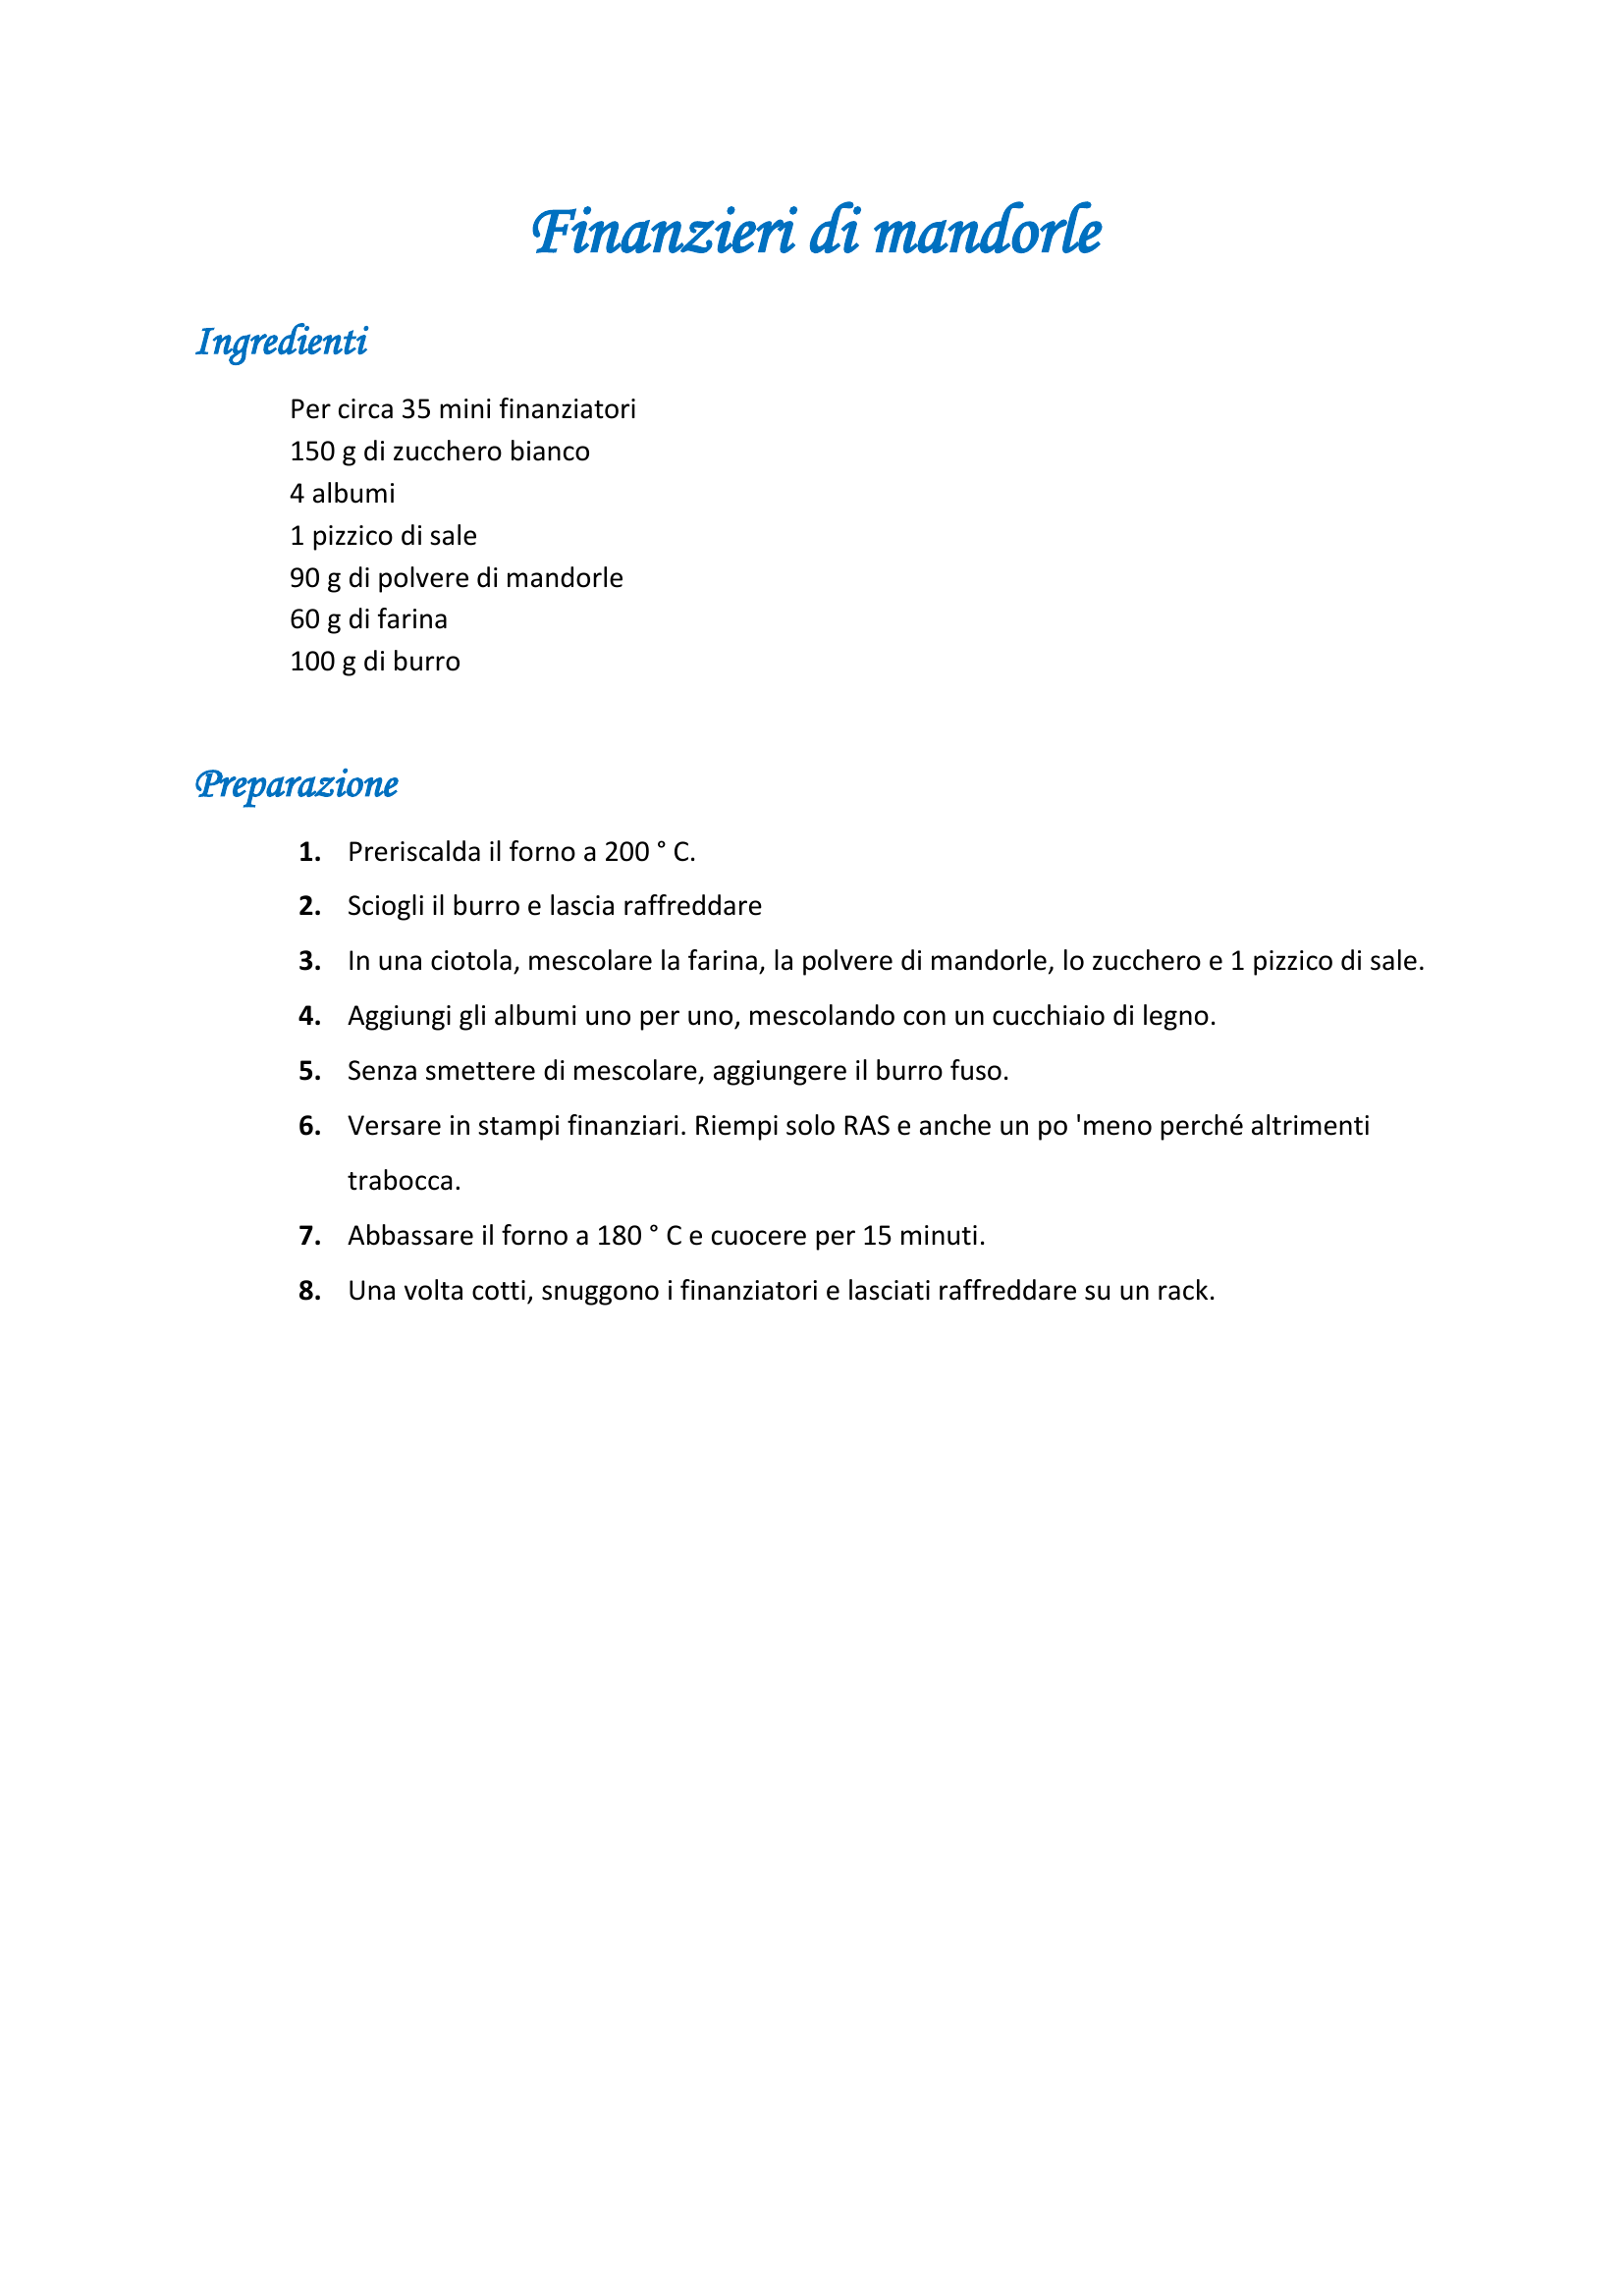 Finanzieri di mandorle
Ingredienti
Per circa 35 mini finanziatori
150 g di zucchero bianco
4 albumi
1 pizzico di sale
90 g di polvere di mandorle
60 g di farina
100 g di burro
Preparazione
1. Preriscalda il forno a 200 ° C.
2. Sciogli il burro e lascia raffreddare
3. In una ciotola, mescolare la farina, la polvere di mandorle, lo zucchero e 1 pizzico di sale.
4. Aggiungi gli albumi uno per uno, mescolando con un cucchiaio di legno.
5. Senza smettere di mescolare, aggiungere il burro fuso.
6. Versare in stampi finanziari. Riempi solo RAS e anche un po 'meno perché altrimenti
trabocca.
7. Abbassare il forno a 180 ° C e cuocere per 15 minuti.
8. Una volta cotti, snuggono i finanziatori e lasciati raffreddare su un rack.